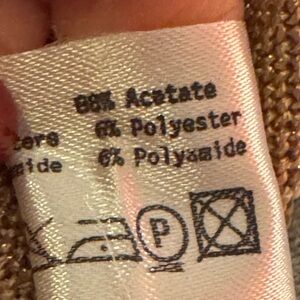 88% Acetate
6% Polyester
6% Polyamide
P